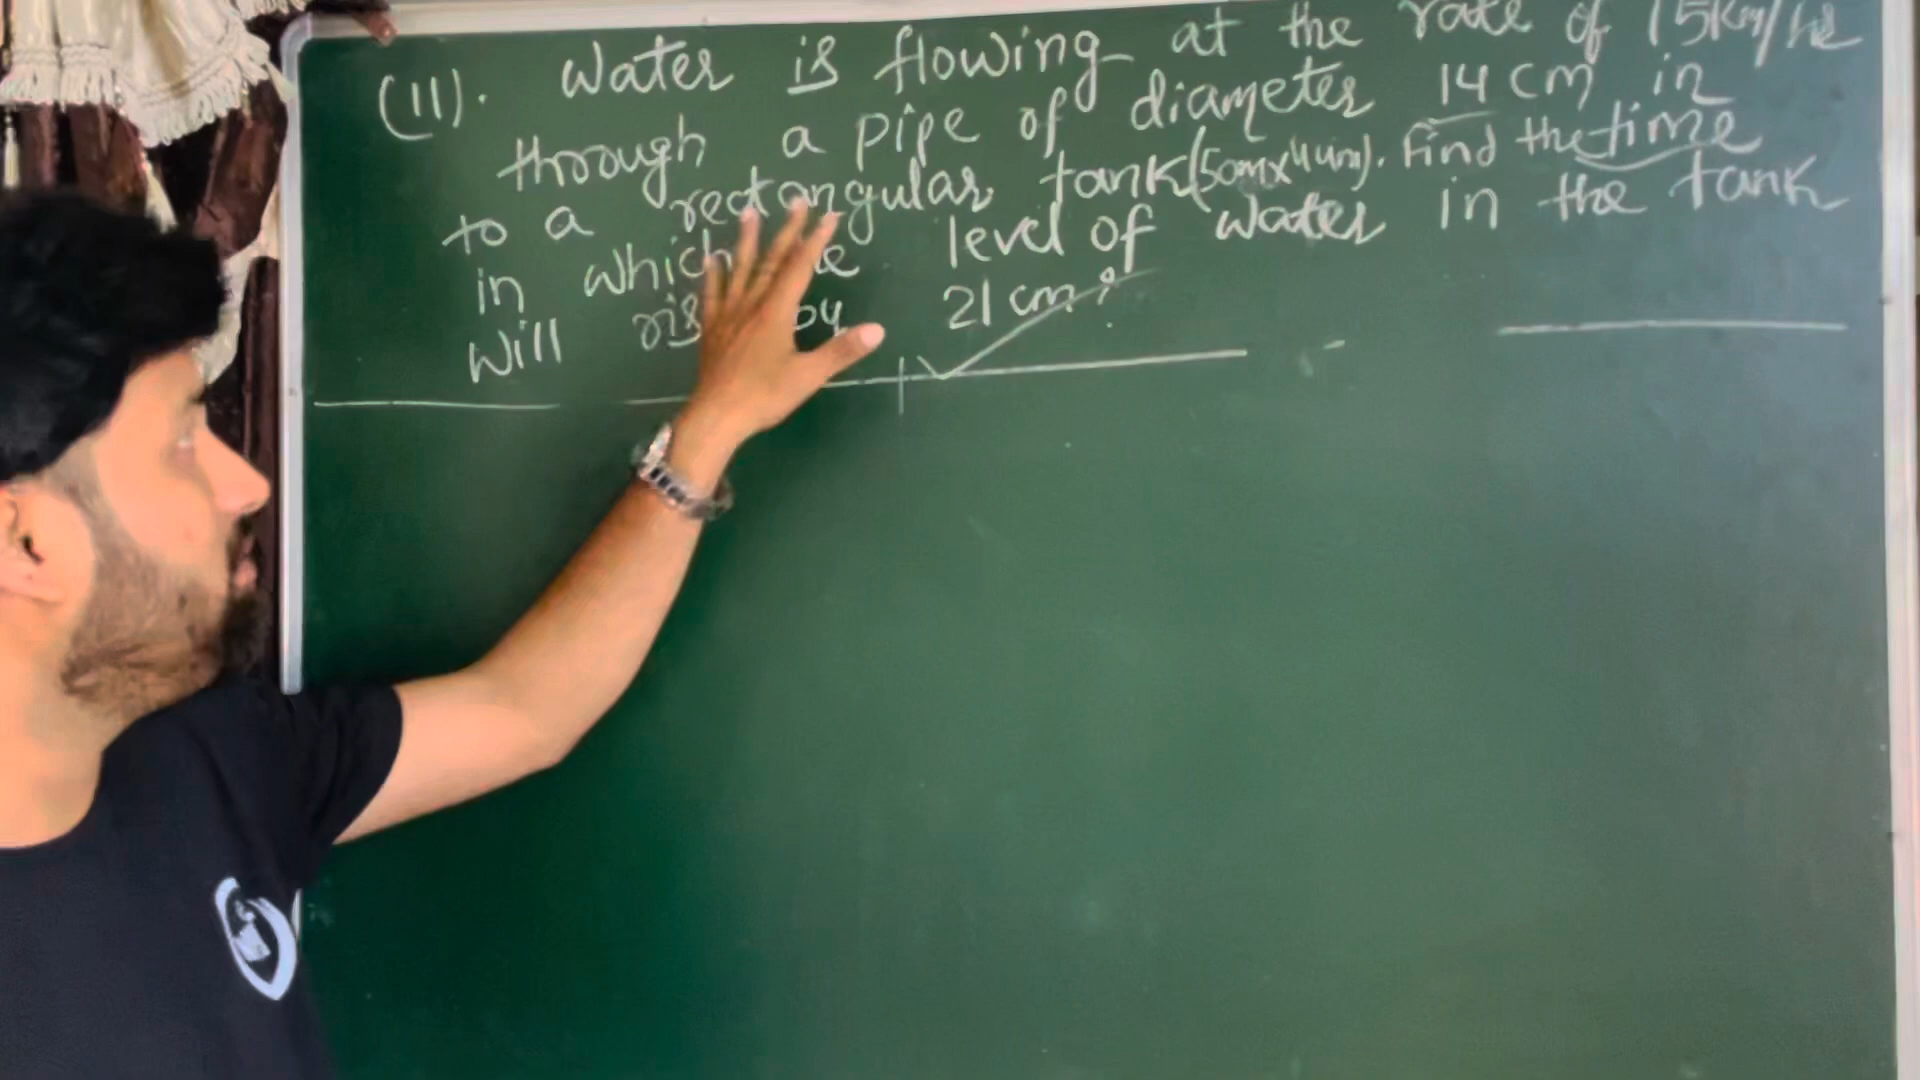 (11). Water is flowing at the rate of 15km/hr
through a pipe of diameter 14 cm in
to a rectangular tank(50m×44m). Find the time
in which level of water in the tank
will by 21 cm?